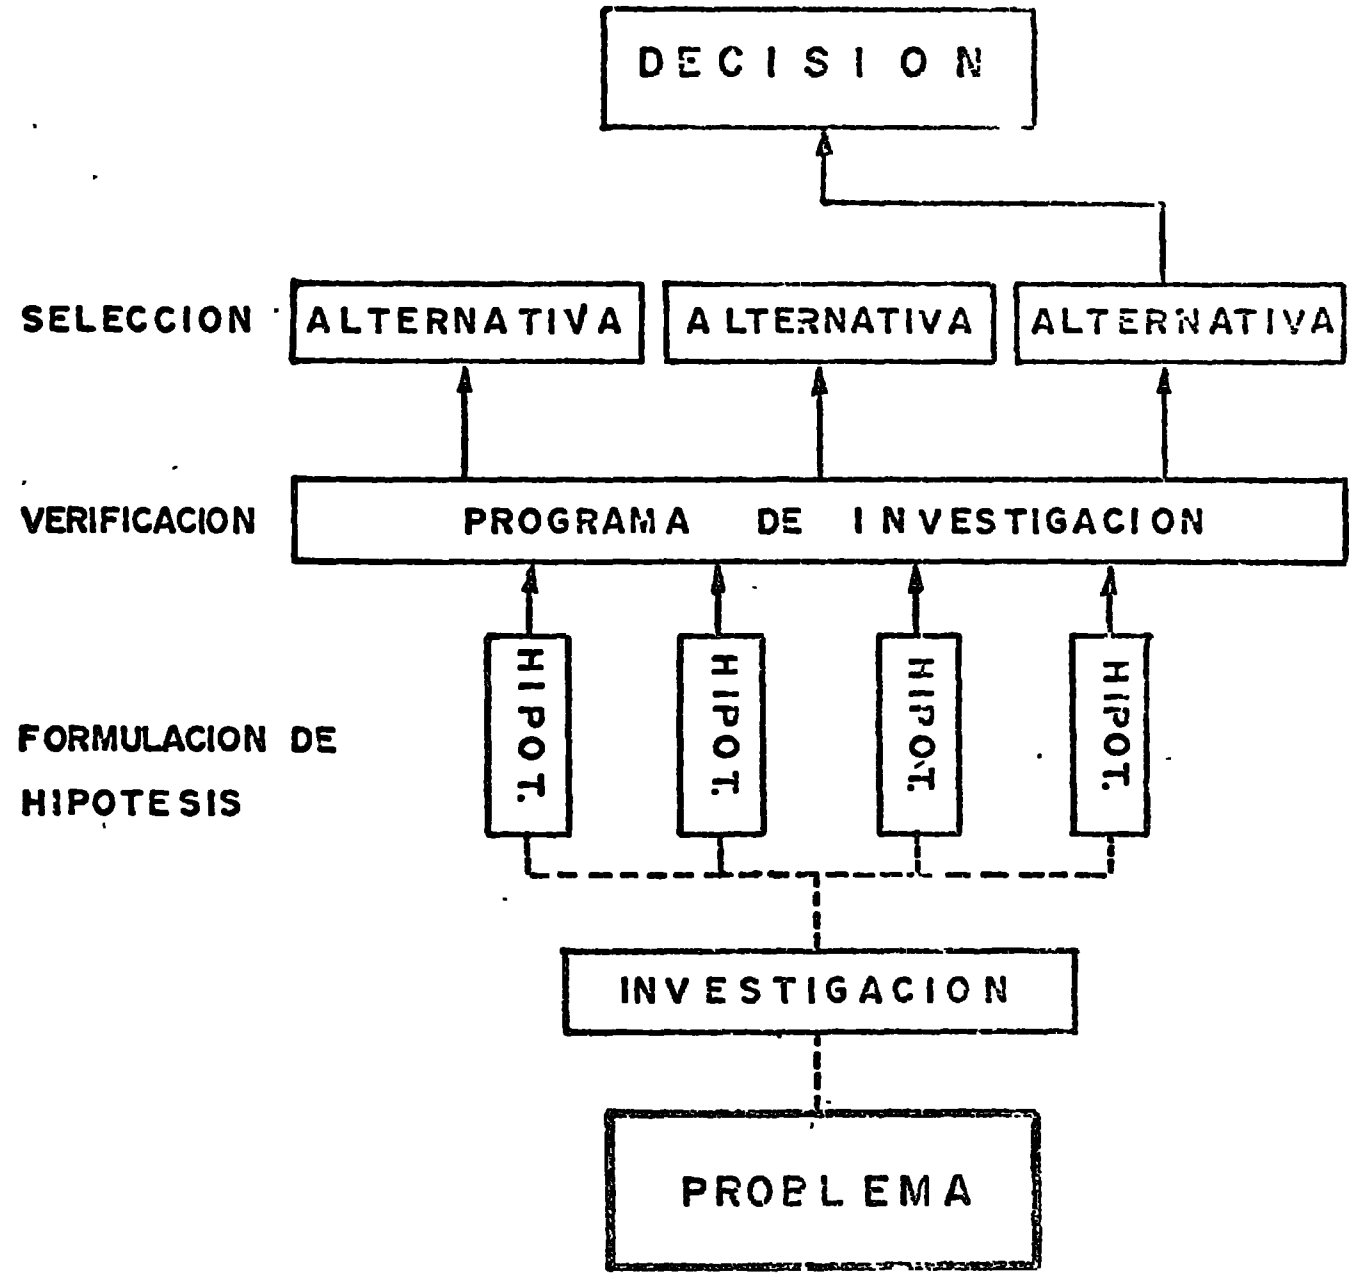 DECISION
SELECCION
ALTERNATIVA
ALTERNATIVA
ALTERNATIVA
VERIFICACION
PROGRAMA DE INVESTIGACION
HIPOT.
HIPOT.
HIPOT.
HIPOT.
FORMULACION DE
HIPOTESIS
INVESTIGACION
PROBLEMA